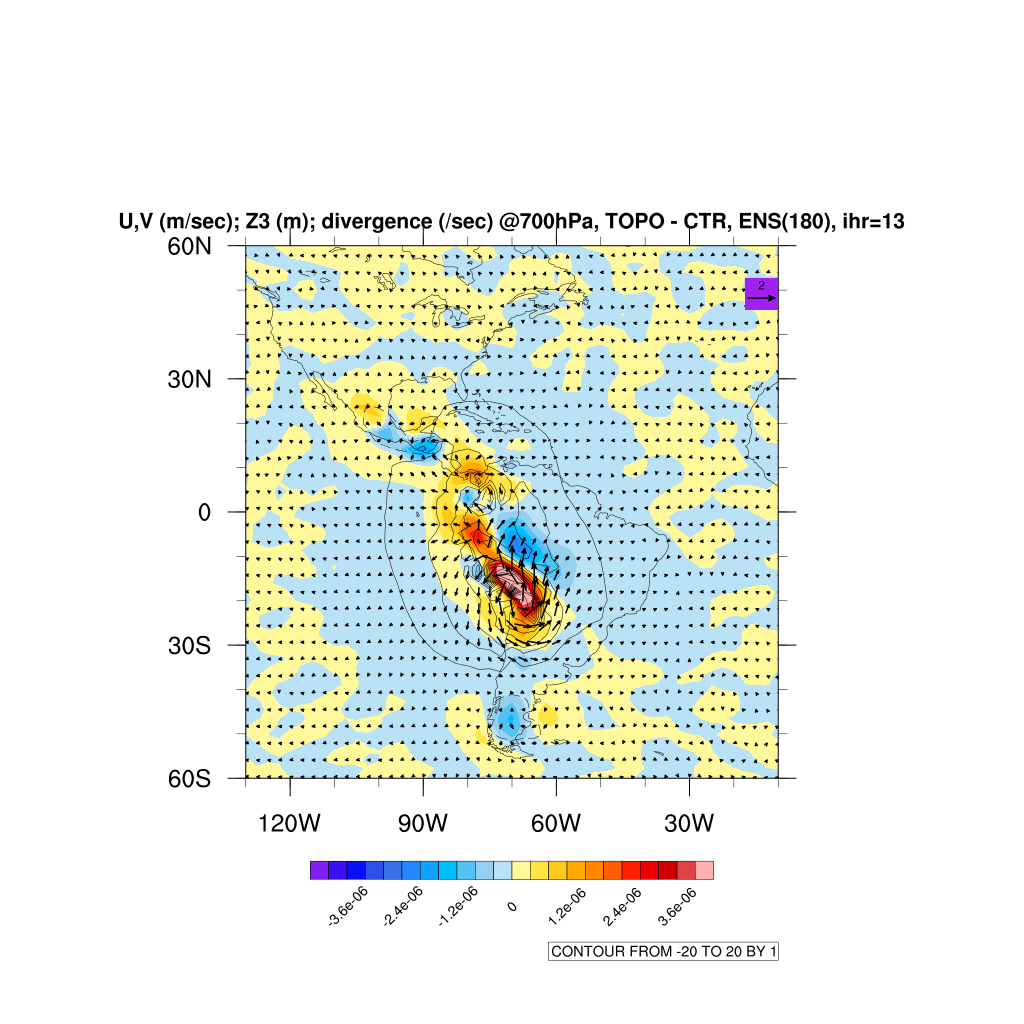 U,V (m/sec); Z3 (m); divergence (/sec) @700hPa, TOPO - CTR, ENS(180), ihr=13
60N
2
30N
0
30S
60S
120W 90W 60W 30W
-3.6e-06 -2.4e-06 -1.2e-06 0 1.2e-06 2.4e-06 3.6e-06
CONTOUR FROM -20 TO 20 BY 1